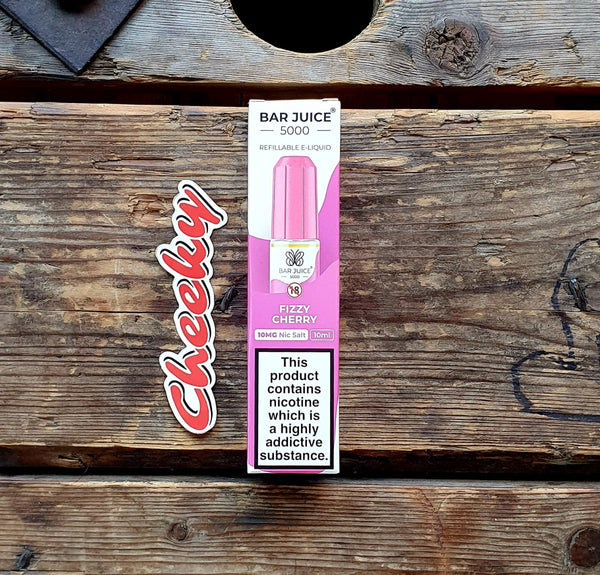 Cheeky
BAR JUICE®
5000
REFILLABLE E-LIQUID
BAR JUICE®
5000
18
FIZZY
CHERRY
10MG Nic Salt 10ml
This
product
contains
nicotine
which is
a highly
addictive
substance.